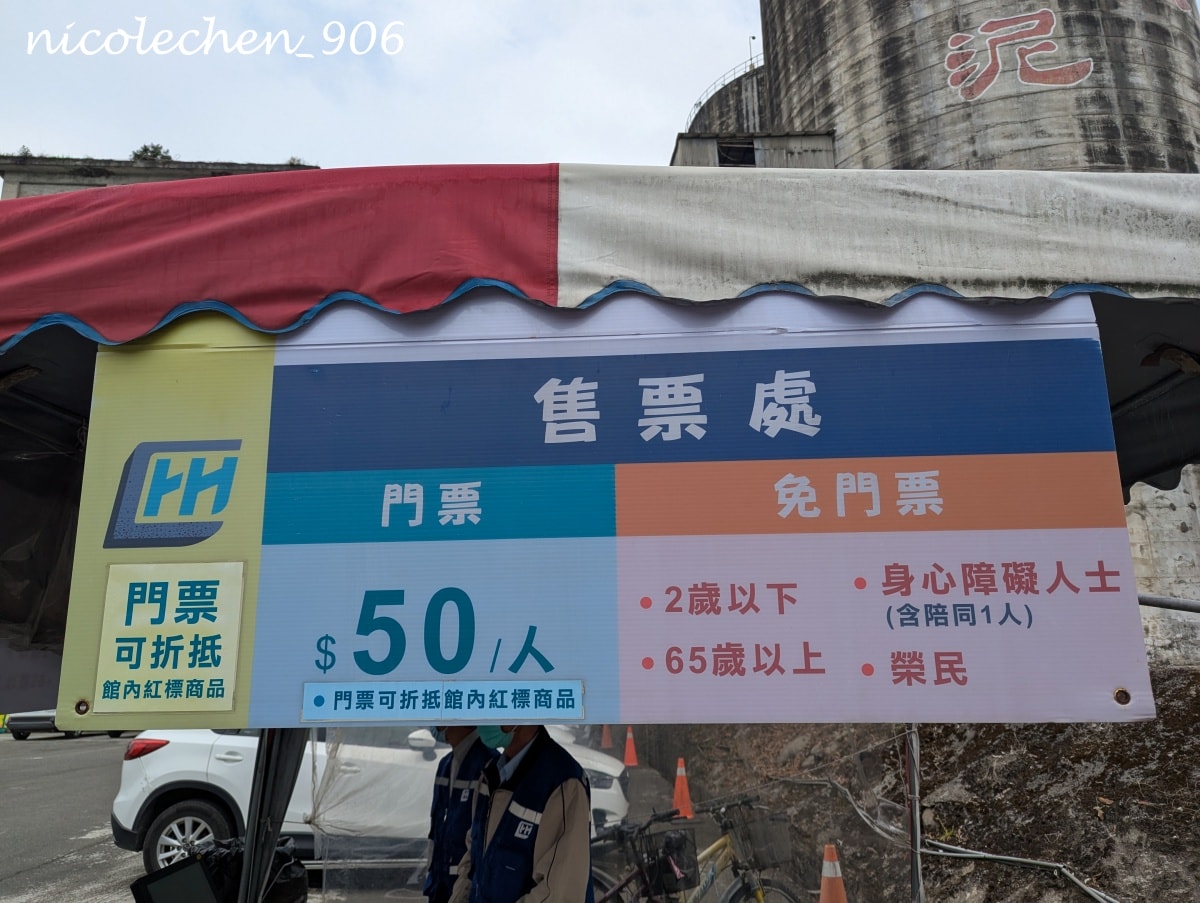 nicolechen_906
泥
售票處
門票
免門票
門票
可折抵
館內紅標商品
$50/人
• 門票可折抵館內紅標商品
• 2歲以下
• 65歲以上
• 身心障礙人士
(含陪同1人)
• 榮民